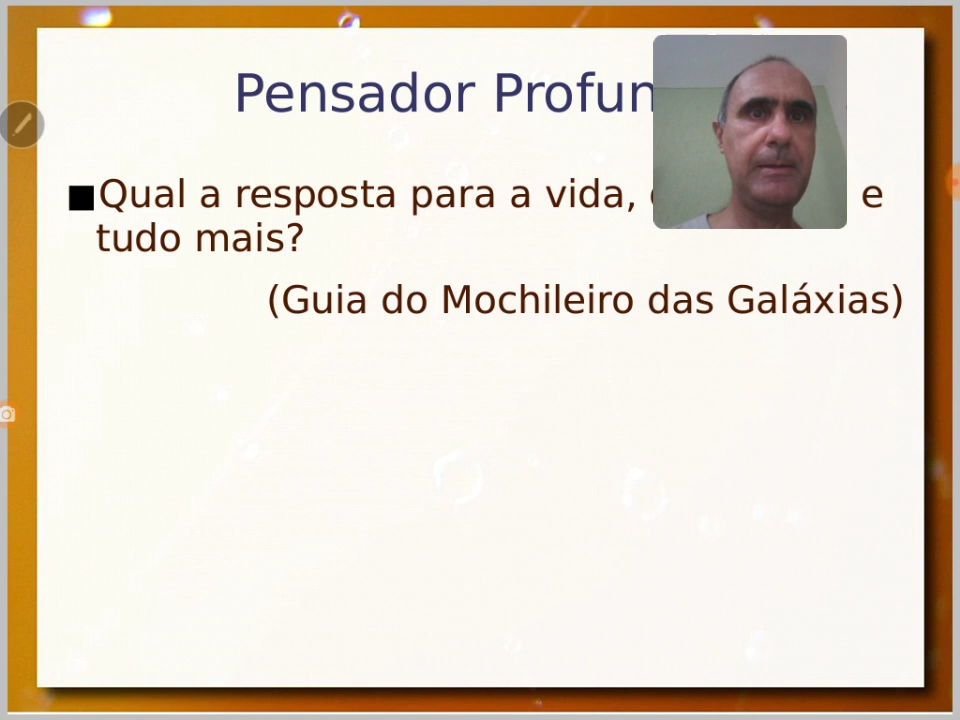 Pensador Profun
Qual a resposta para a vida, e
tudo mais?
(Guia do Mochileiro das Galáxias)